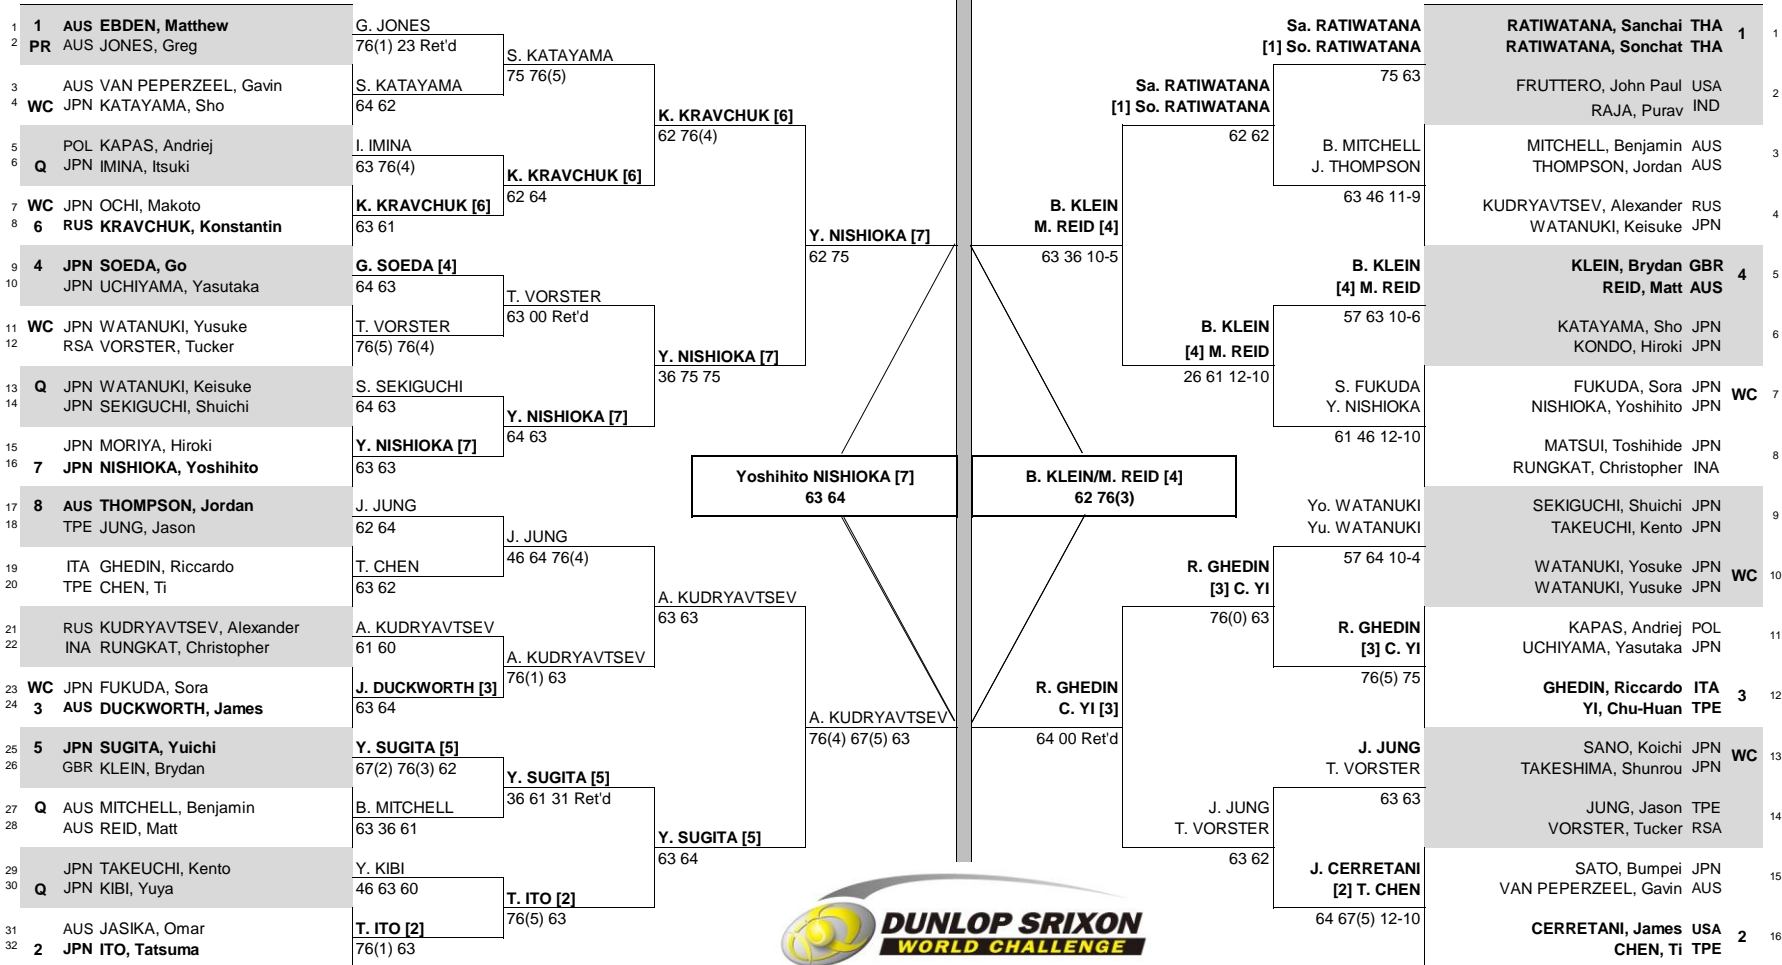 1 1 AUS EBDEN, Matthew
2 PR AUS JONES, Greg
3 AUS VAN PEPERZEEL, Gavin
4 WC JPN KATAYAMA, Sho
5 POL KAPAS, Andriej
6 Q JPN IMINA, Itsuki
7 WC JPN OCHI, Makoto
8 6 RUS KRAVCHUK, Konstantin
9 4 JPN SOEDA, Go
10 JPN UCHIYAMA, Yasutaka
11 WC JPN WATANUKI, Yusuke
12 RSA VORSTER, Tucker
13 Q JPN WATANUKI, Keisuke
14 JPN SEKIGUCHI, Shuichi
15 JPN MORIYA, Hiroki
16 7 JPN NISHIOKA, Yoshihito
17 8 AUS THOMPSON, Jordan
18 TPE JUNG, Jason
19 ITA GHEDIN, Riccardo
20 TPE CHEN, Ti
21 RUS KUDRYAVTSEV, Alexander
22 INA RUNGKAT, Christopher
23 WC JPN FUKUDA, Sora
24 3 AUS DUCKWORTH, James
25 5 JPN SUGITA, Yuichi
26 GBR KLEIN, Brydan
27 Q AUS MITCHELL, Benjamin
28 AUS REID, Matt
29 JPN TAKEUCHI, Kento
30 Q JPN KIBI, Yuya
31 AUS JASIKA, Omar
32 2 JPN ITO, Tatsuma
G. JONES
76(1) 23 Ret'd
S. KATAYAMA
64 62
I. IMINA
63 76(4)
K. KRAVCHUK [6]
63 61
G. SOEDA [4]
64 63
T. VORSTER
76(5) 76(4)
S. SEKIGUCHI
64 63
Y. NISHIOKA [7]
63 63
J. JUNG
62 64
T. CHEN
63 62
A. KUDRYAVTSEV
61 60
J. DUCKWORTH [3]
63 64
Y. SUGITA [5]
67(2) 76(3) 62
B. MITCHELL
63 36 61
Y. KIBI
46 63 60
T. ITO [2]
76(1) 63
S. KATAYAMA
75 76(5)
K. KRAVCHUK [6]
62 64
T. VORSTER
63 00 Ret'd
Y. NISHIOKA [7]
64 63
J. JUNG
46 64 76(4)
A. KUDRYAVTSEV
76(1) 63
Y. SUGITA [5]
36 61 31 Ret'd
T. ITO [2]
76(5) 63
K. KRAVCHUK [6]
62 76(4)
Y. NISHIOKA [7]
36 75 75
A. KUDRYAVTSEV
63 63
Y. SUGITA [5]
63 64
Y. NISHIOKA [7]
62 75
A. KUDRYAVTSEV
76(4) 67(5) 63
Yoshihito NISHIOKA [7]
63 64
B. KLEIN/M. REID [4]
62 76(3)
B. KLEIN
M. REID [4]
63 36 10-5
R. GHEDIN
C. YI [3]
64 00 Ret'd
Sa. RATIWATANA
[1] So. RATIWATANA
62 62
B. KLEIN
[4] M. REID
26 61 12-10
R. GHEDIN
[3] C. YI
76(0) 63
J. JUNG
T. VORSTER
63 62
Sa. RATIWATANA
[1] So. RATIWATANA
75 63
B. MITCHELL
J. THOMPSON
63 46 11-9
B. KLEIN
[4] M. REID
57 63 10-6
S. FUKUDA
Y. NISHIOKA
61 46 12-10
Yo. WATANUKI
Yu. WATANUKI
57 64 10-4
R. GHEDIN
[3] C. YI
76(5) 75
J. JUNG
T. VORSTER
63 63
J. CERRETANI
[2] T. CHEN
64 67(5) 12-10
RATIWATANA, Sanchai THA
RATIWATANA, Sonchat THA
1 1
FRUTTERO, John Paul USA
RAJA, Purav IND
2
MITCHELL, Benjamin AUS
THOMPSON, Jordan AUS
3
KUDRYAVTSEV, Alexander RUS
WATANUKI, Keisuke JPN
4
KLEIN, Brydan GBR
REID, Matt AUS
4 5
KATAYAMA, Sho JPN
KONDO, Hiroki JPN
6
FUKUDA, Sora JPN
NISHIOKA, Yoshihito JPN
WC 7
MATSUI, Toshihide JPN
RUNGKAT, Christopher INA
8
SEKIGUCHI, Shuichi JPN
TAKEUCHI, Kento JPN
9
WATANUKI, Yosuke JPN
WATANUKI, Yusuke JPN
WC 10
KAPAS, Andriej POL
UCHIYAMA, Yasutaka JPN
11
GHEDIN, Riccardo ITA
YI, Chu-Huan TPE
3 12
SANO, Koichi JPN
TAKESHIMA, Shunrou JPN
WC 13
JUNG, Jason TPE
VORSTER, Tucker RSA
14
SATO, Bumpei JPN
VAN PEPERZEEL, Gavin AUS
15
CERRETANI, James USA
CHEN, Ti TPE
2 16
DUNLOP SRIXON
WORLD CHALLENGE